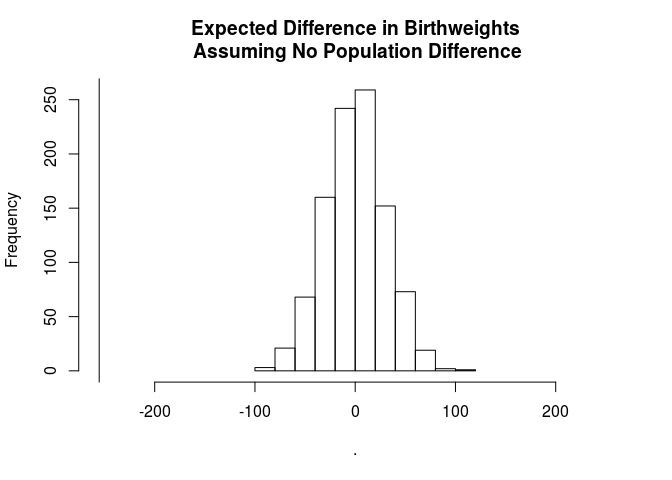 Expected Difference in Birthweights
Assuming No Population Difference
Frequency
250
200
150
100
50
0
-200 -100 0 100 200
.